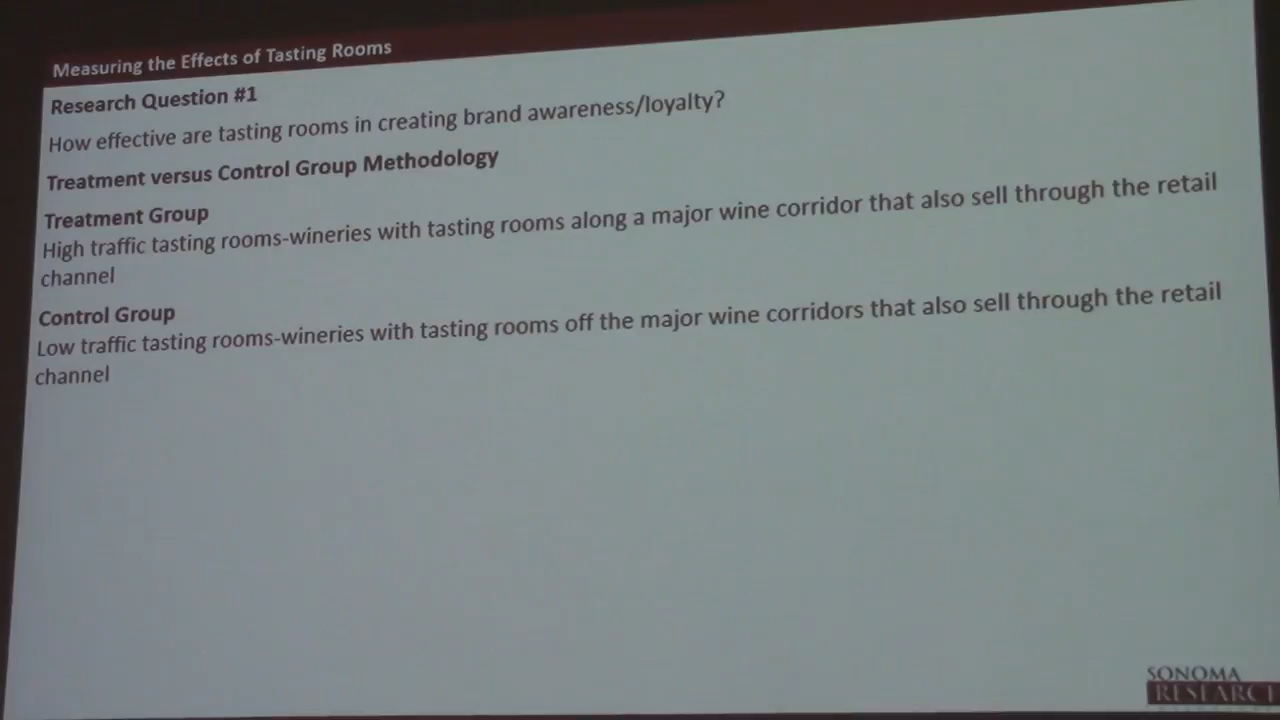 Measuring the Effects of Tasting Rooms
Research Question #1
How effective are tasting rooms in creating brand awareness/loyalty?
Treatment versus Control Group Methodology
Treatment Group
High traffic tasting rooms-wineries with tasting rooms along a major wine corridor that also sell through the retail
channel
Control Group
Low traffic tasting rooms-wineries with tasting rooms off the major wine corridors that also sell through the retail
channel
SONOMA
RESEARCH